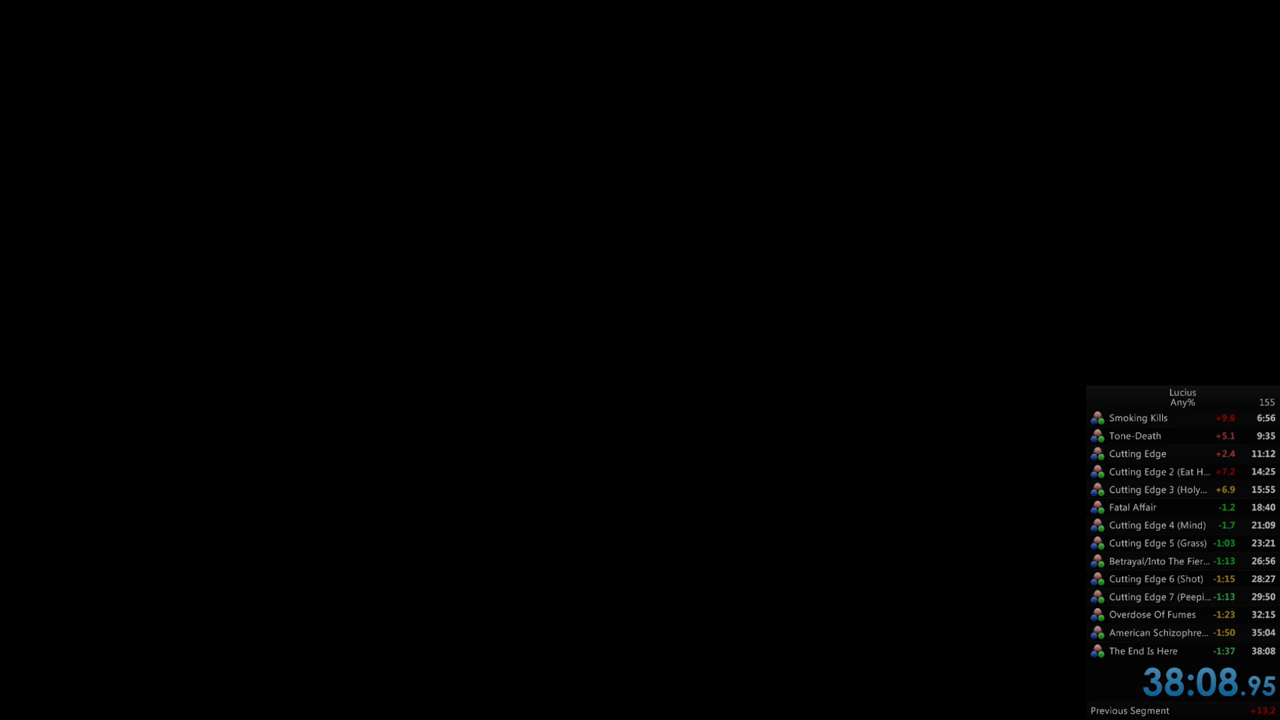 Lucius
Any% 155
Smoking Kills +9.6 6:56
Tone-Death +5.1 9:35
Cutting Edge +2.4 11:12
Cutting Edge 2 (Eat H... +7.2 14:25
Cutting Edge 3 (Holy... +6.9 15:55
Fatal Affair -1.2 18:40
Cutting Edge 4 (Mind) -1.7 21:09
Cutting Edge 5 (Grass) -1:03 23:21
Betrayal/Into The Fier... -1:13 26:56
Cutting Edge 6 (Shot) -1:15 28:27
Cutting Edge 7 (Peepi... -1:13 29:50
Overdose Of Fumes -1:23 32:15
American Schizophre... -1:50 35:04
The End Is Here -1:37 38:08
38:08.95
Previous Segment +13.2